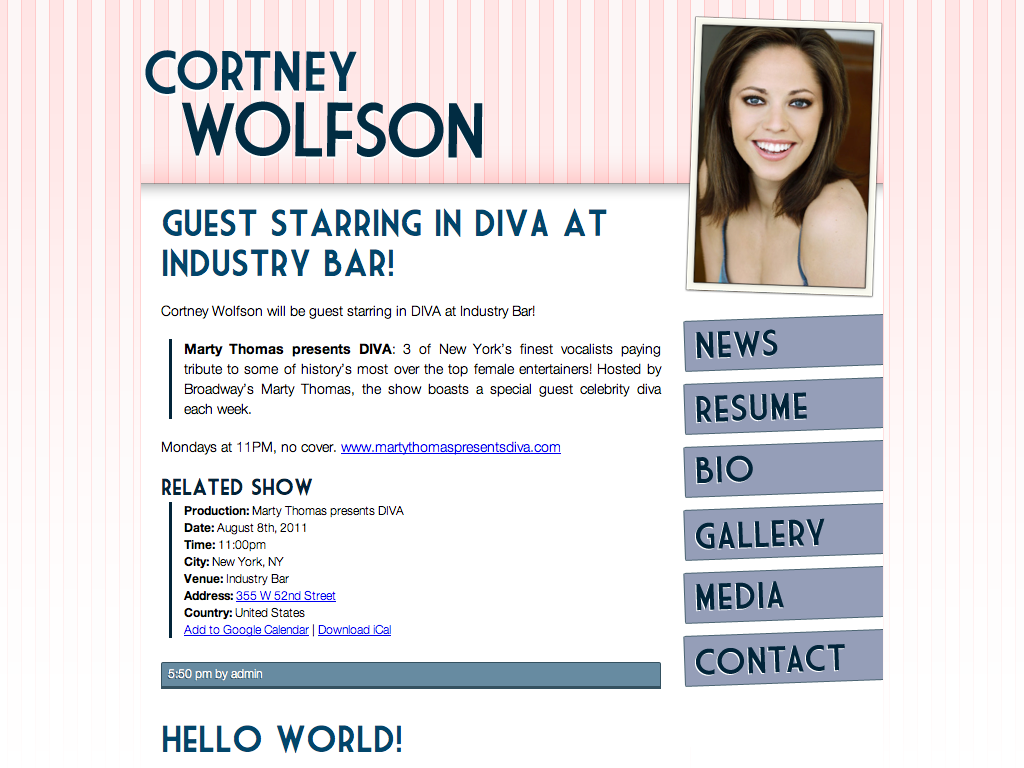 CORTNEY
WOLFSON
GUEST STARRING IN DIVA AT
INDUSTRY BAR!
Cortney Wolfson will be guest starring in DIVA at Industry Bar!
Marty Thomas presents DIVA: 3 of New York's finest vocalists paying
tribute to some of history's most over the top female entertainers! Hosted by
Broadway's Marty Thomas, the show boasts a special guest celebrity diva
each week.
Mondays at 11PM, no cover. www.martythomaspresentsdiva.com
RELATED SHOW
Production: Marty Thomas presents DIVA
Date: August 8th, 2011
Time: 11:00pm
City: New York, NY
Venue: Industry Bar
Address: 355 W 52nd Street
Country: United States
Add to Google Calendar | Download iCal
5:50 pm by admin
HELLO WORLD!
NEWS
RESUME
BIO
GALLERY
MEDIA
CONTACT